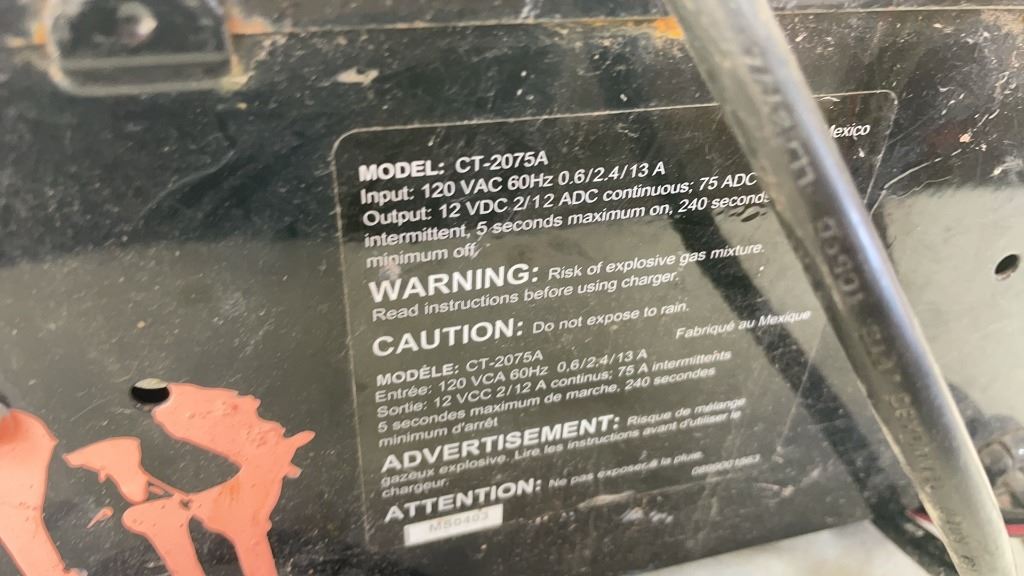 MODEL: CT-2075A
Mexico
Input: 120 VAC 60Hz 0.6/2.4/13 A
Output: 12 VDC 2/12 ADC continuous; 75 ADC
intermittent, 5 seconds maximum on, 240 seconds
minimum off
WARNING: Risk of explosive gas mixture.
Read instructions before using charger.
CAUTION: Do not expose to rain.
Fabriqué au Mexique
MODÈLE: CT-2075A
Entrée: 120 VCA 60Hz 0.6/2.4/13 A
Sortie: 12 VCC 2/12 A continus; 75 A intermittents
5 secondes maximum de marche, 240 secondes
minimum d'arrêt
ADVERTISEMENT: Risque de mélange
gazeux explosive. Lire les instructions avant d'utiliser le
chargeur.
ATTENTION: Ne pas exposer à la pluie.
MS0403